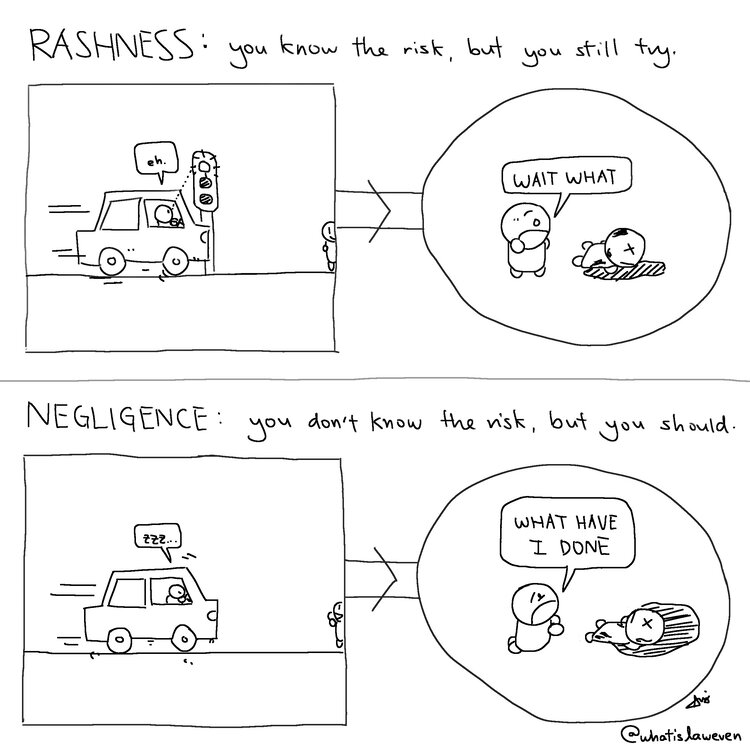 RASHNESS: you know the risk, but you still try.
eh.
WAIT WHAT
NEGLIGENCE: you don't know the risk, but you should.
zzz...
WHAT HAVE
I DONE
@whatislaweven